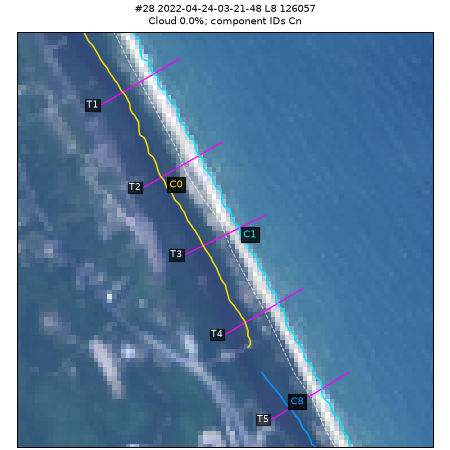 #28 2022-04-24-03-21-48 L8 126057
Cloud 0.0%; component IDs Cn
T1
T2
C0
C1
T3
T4
C8
T5